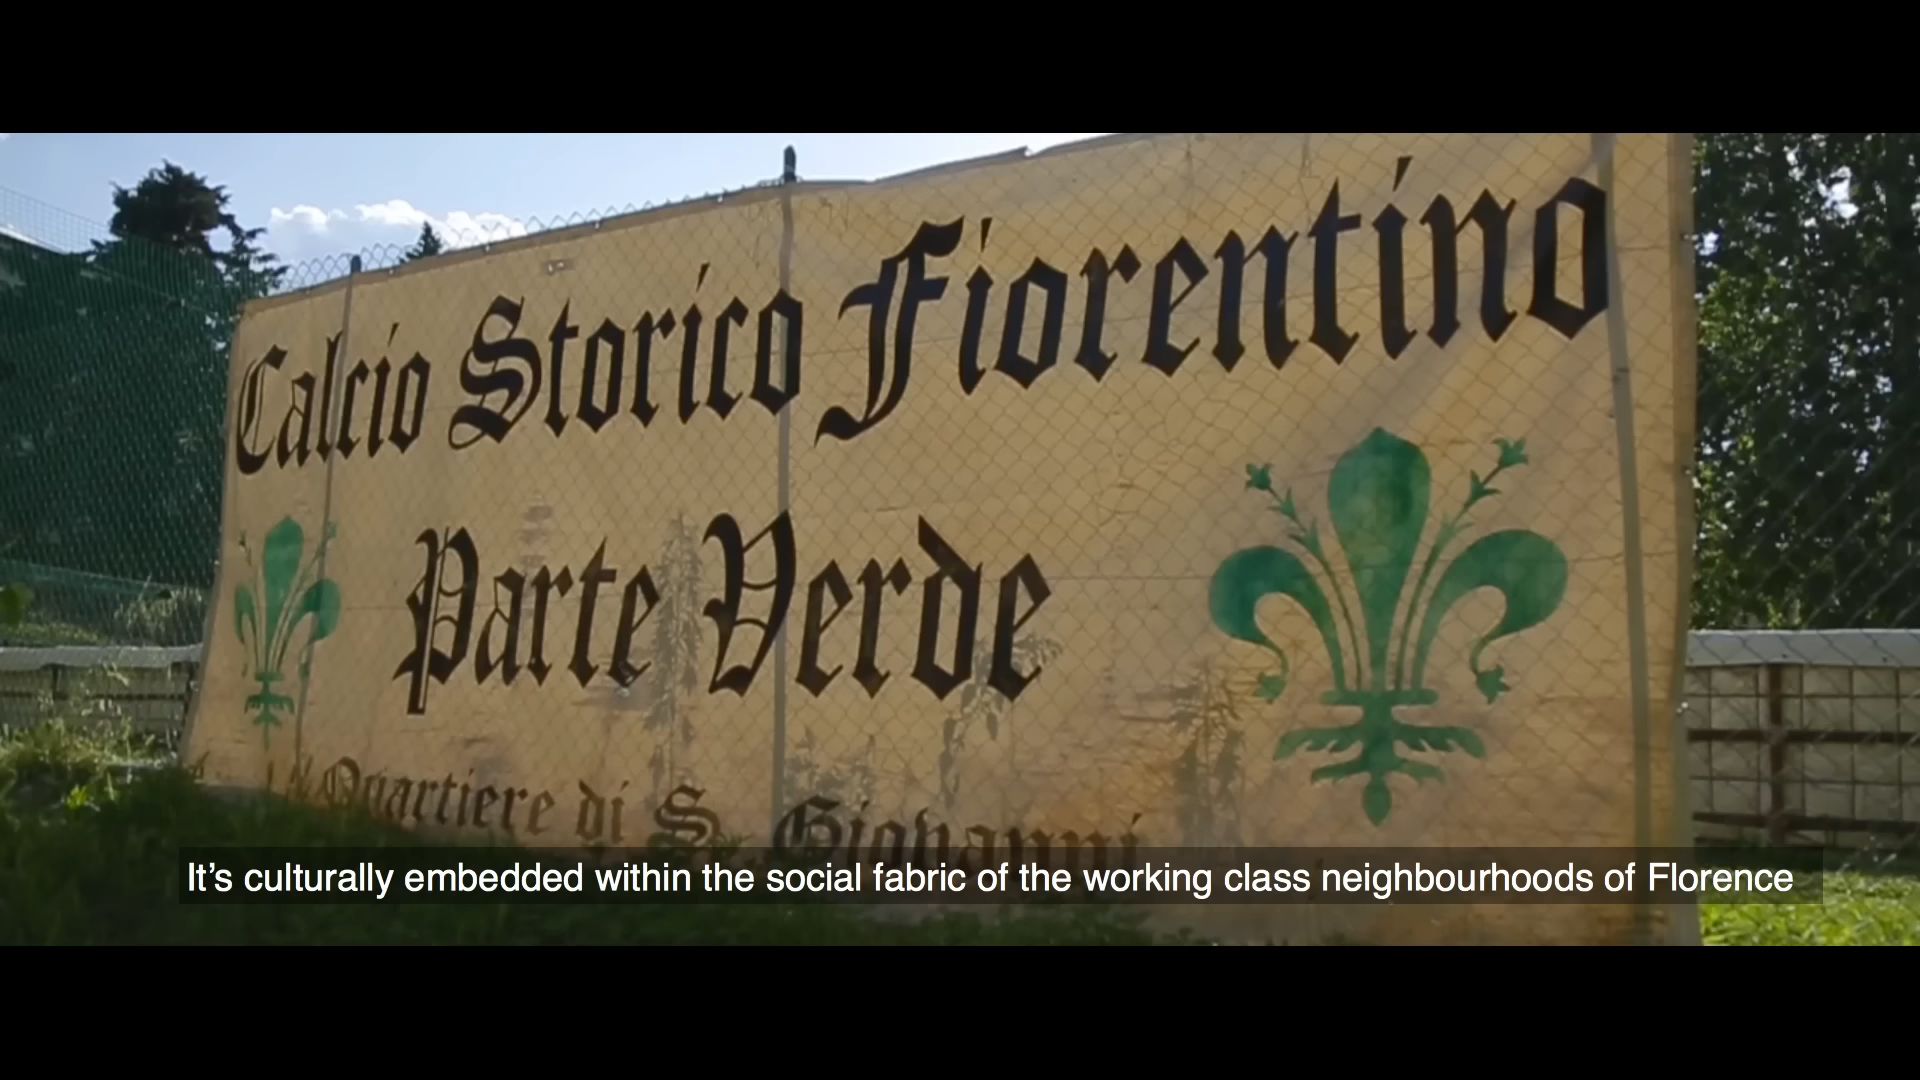 Calcio Storico Fiorentino
Parte Verde
Quartiere di S. Giovanni
It's culturally embedded within the social fabric of the working class neighbourhoods of Florence